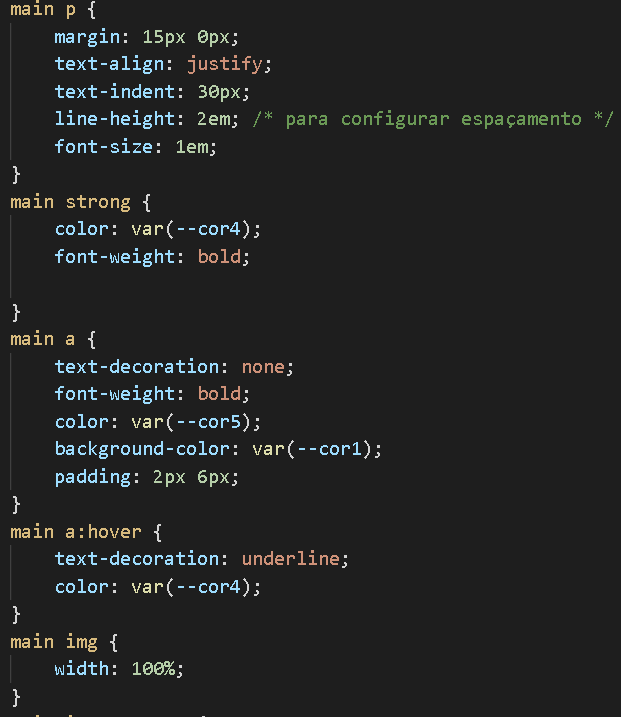 main p {
    margin: 15px 0px;
    text-align: justify;
    text-indent: 30px;
    line-height: 2em; /* para configurar espaçamento */
    font-size: 1em;
}
main strong {
    color: var(--cor4);
    font-weight: bold;

}
main a {
    text-decoration: none;
    font-weight: bold;
    color: var(--cor5);
    background-color: var(--cor1);
    padding: 2px 6px;
}
main a:hover {
    text-decoration: underline;
    color: var(--cor4);
}
main img {
    width: 100%;
}